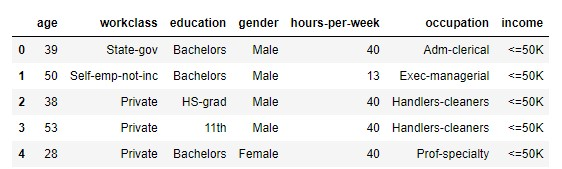 age workclass education gender hours-per-week occupation income
0 39 State-gov Bachelors Male 40 Adm-clerical <=50K
1 50 Self-emp-not-inc Bachelors Male 13 Exec-managerial <=50K
2 38 Private HS-grad Male 40 Handlers-cleaners <=50K
3 53 Private 11th Male 40 Handlers-cleaners <=50K
4 28 Private Bachelors Female 40 Prof-specialty <=50K